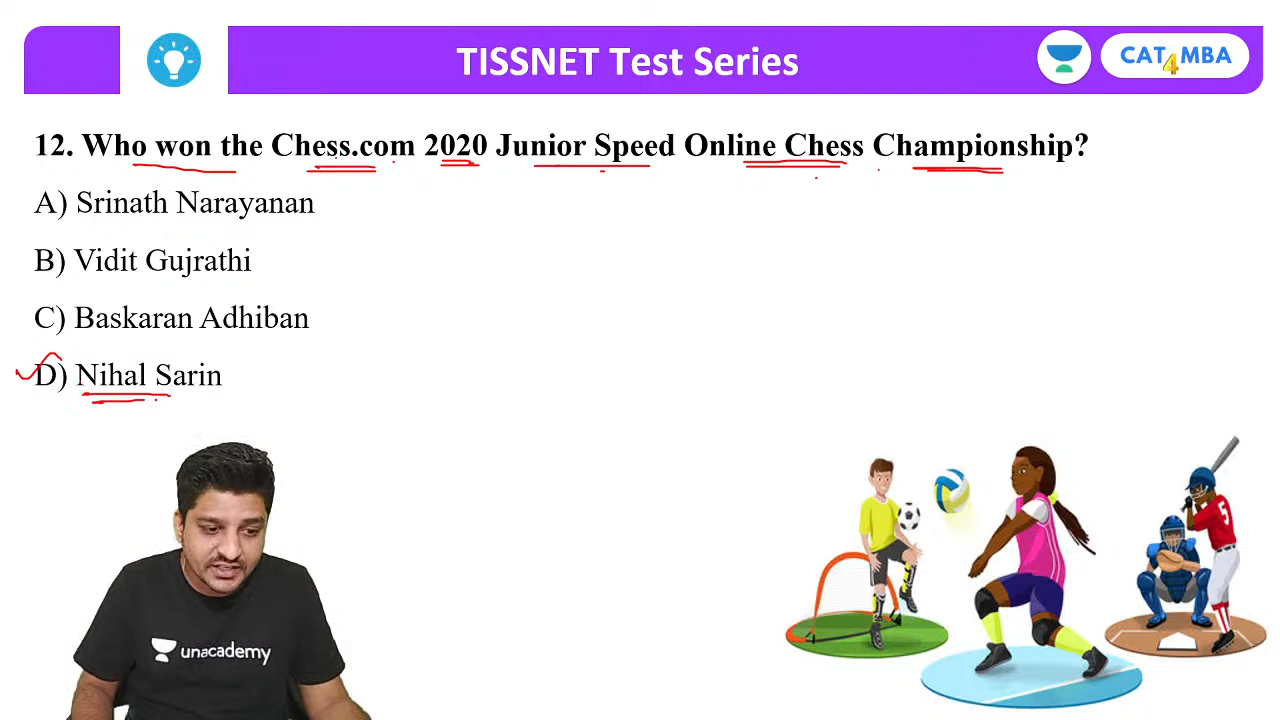 TISSNET Test Series
CAT4MBA
12. Who won the Chess.com 2020 Junior Speed Online Chess Championship?
A) Srinath Narayanan
B) Vidit Gujrathi
C) Baskaran Adhiban
D) Nihal Sarin
unacademy
5